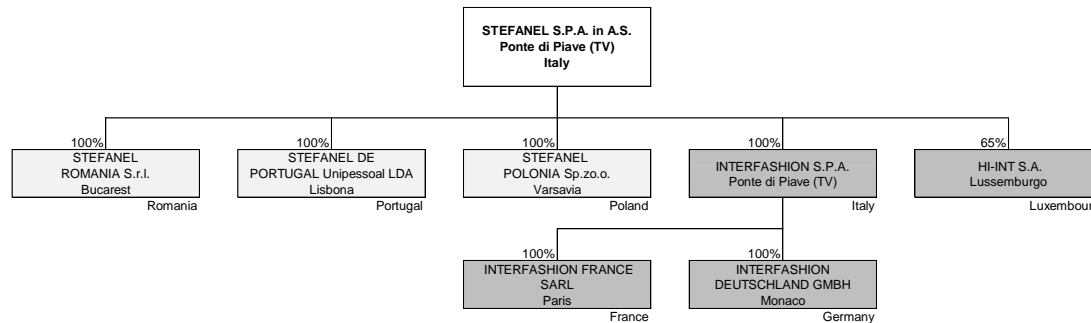 STEFANEL S.P.A. in A.S.
Ponte di Piave (TV)
Italy
100%
STEFANEL
ROMANIA S.r.l.
Bucarest
Romania
100%
STEFANEL DE
PORTUGAL Unipessoal LDA
Lisbona
Portugal
100%
STEFANEL
POLONIA Sp.zo.o.
Varsavia
Poland
100%
INTERFASHION S.P.A.
Ponte di Piave (TV)
Italy
65%
HI-INT S.A.
Lussemburgo
Luxembour
100%
INTERFASHION FRANCE
SARL
Paris
France
100%
INTERFASHION
DEUTSCHLAND GMBH
Monaco
Germany